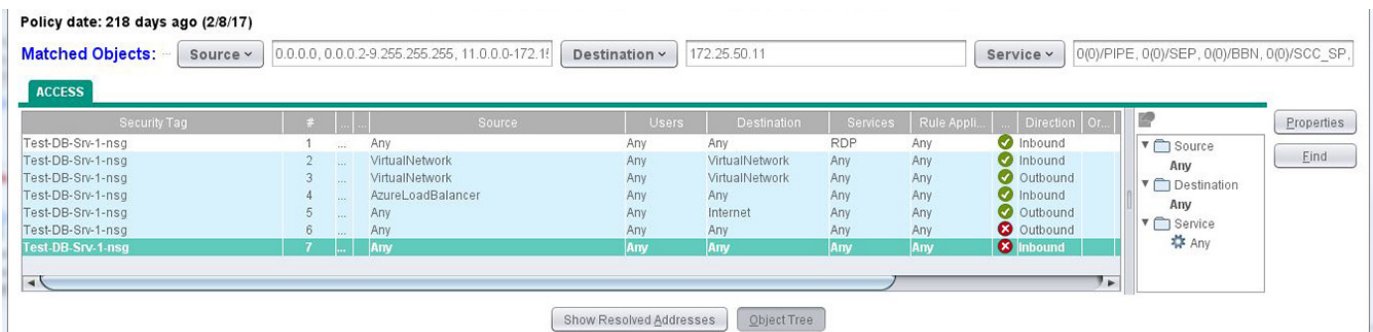 Policy date: 218 days ago (2/8/17)
Matched Objects: Source 0.0.0.0, 0.0.0.2-9.255.255.255, 11.0.0.0-172.15 Destination 172.25.50.11 Service 0(0)/PIPE, 0(0)/SEP, 0(0)/BBN, 0(0)/SCC_SP,
ACCESS
Security Tag # ... ... Source Users Destination Services Rule Appli... ... Direction Or...
Test-DB-Srv-1-nsg 1 ... Any Any Any RDP Any Inbound
Test-DB-Srv-1-nsg 2 ... VirtualNetwork Any VirtualNetwork Any Any Inbound
Test-DB-Srv-1-nsg 3 ... VirtualNetwork Any VirtualNetwork Any Any Outbound
Test-DB-Srv-1-nsg 4 ... AzureLoadBalancer Any Any Any Any Inbound
Test-DB-Srv-1-nsg 5 ... Any Any Internet Any Any Outbound
Test-DB-Srv-1-nsg 6 ... Any Any Any Any Any Outbound
Test-DB-Srv-1-nsg 7 ... Any Any Any Any Any Inbound
Source
Any
Destination
Any
Service
Any
Properties
Find
Show Resolved Addresses Object Tree